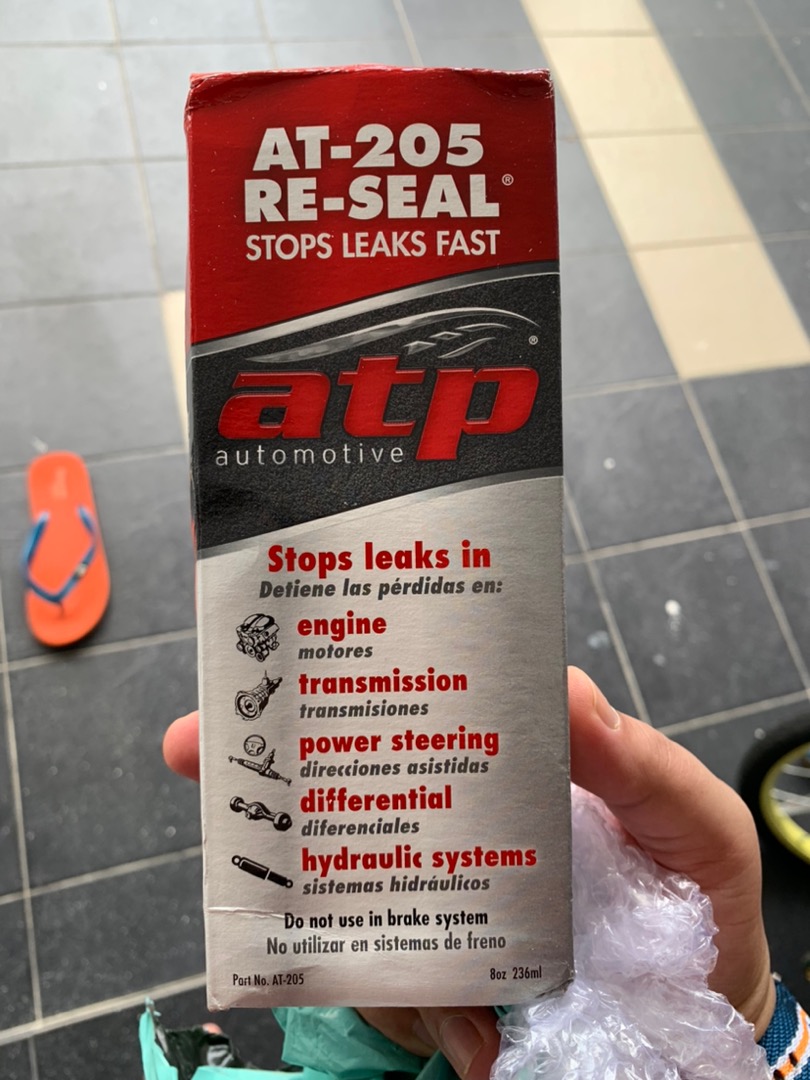 AT-205
RE-SEAL®
STOPS LEAKS FAST
atp®
automotive
Stops leaks in
Detiene las pérdidas en:
engine
motores
transmission
transmisiones
power steering
direcciones asistidas
differential
diferenciales
hydraulic systems
sistemas hidráulicos
Do not use in brake system
No utilizar en sistemas de freno
Part No. AT-205 8oz 236ml